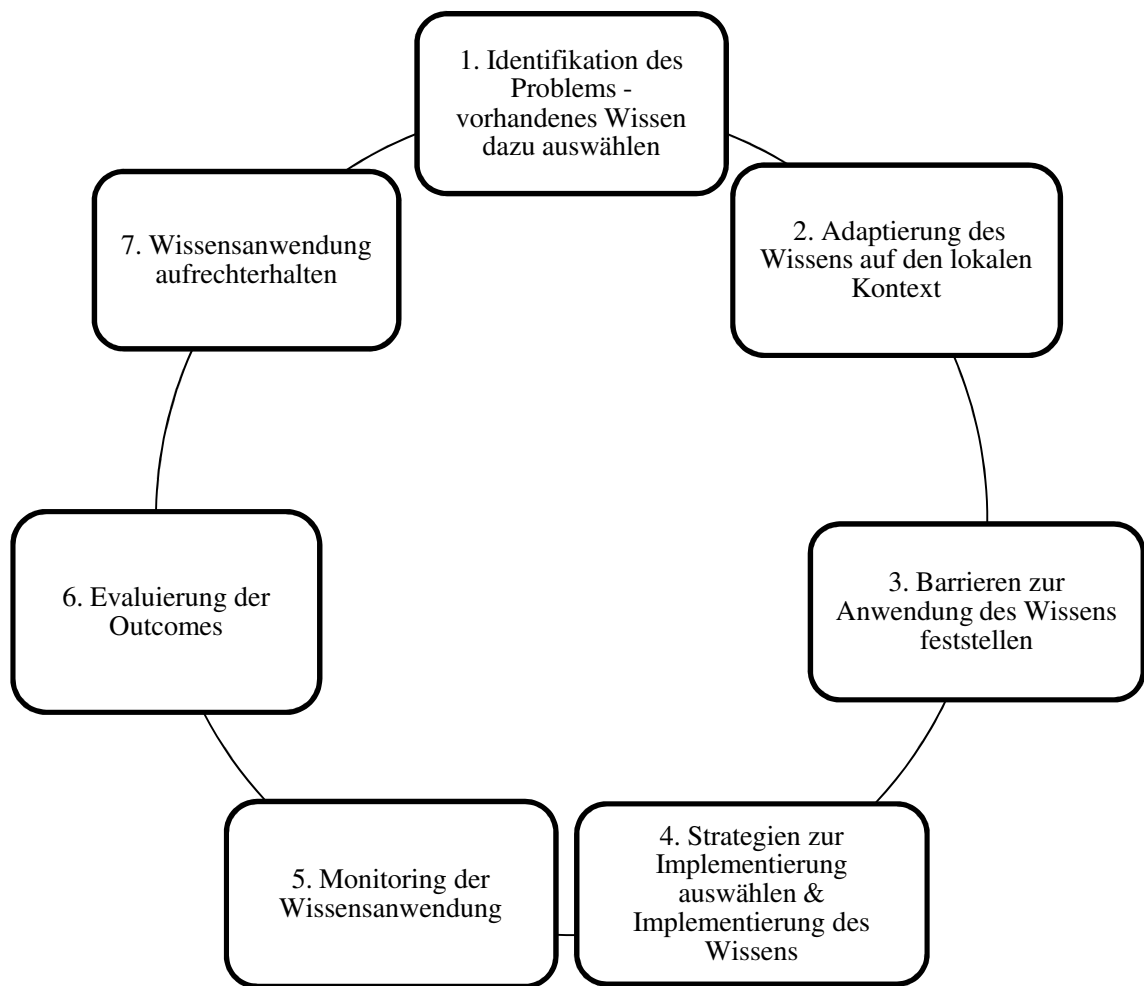 1. Identifikation des
Problems -
vorhandenes Wissen
dazu auswählen
2. Adaptierung des
Wissens auf den lokalen
Kontext
3. Barrieren zur
Anwendung des Wissens
feststellen
4. Strategien zur
Implementierung
auswählen &
Implementierung des
Wissens
5. Monitoring der
Wissensanwendung
6. Evaluierung der
Outcomes
7. Wissensanwendung
aufrechterhalten